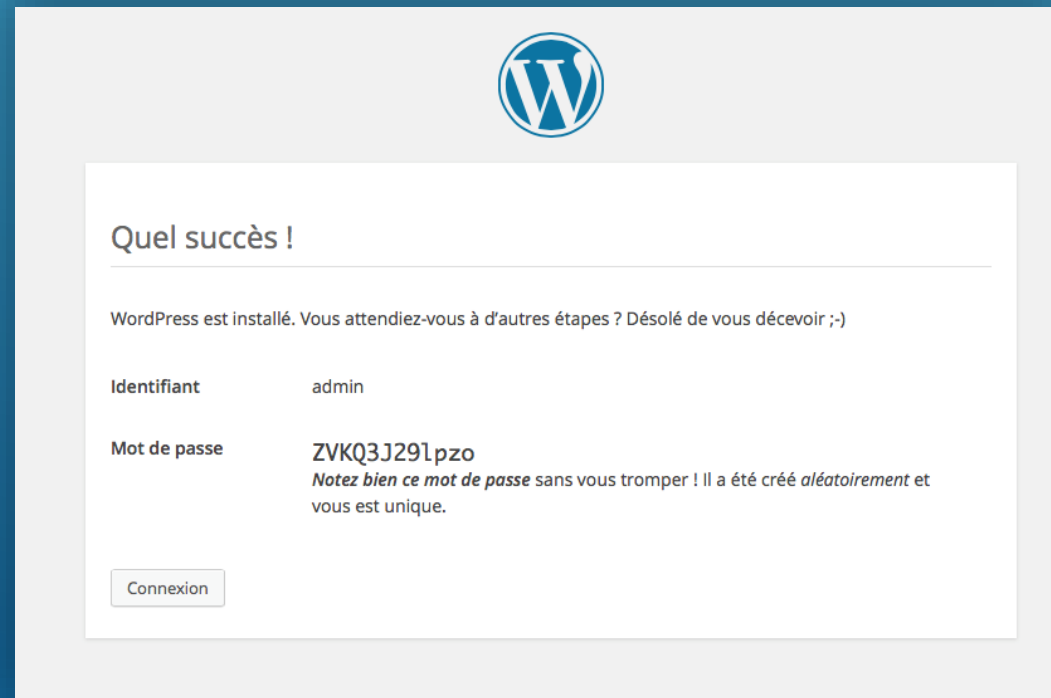 Quel succès !
WordPress est installé. Vous attendiez-vous à d’autres étapes ? Désolé de vous décevoir ;-)
Identifiant admin
Mot de passe ZVKQ3J29lpzo
Notez bien ce mot de passe sans vous tromper ! Il a été créé aléatoirement et
vous est unique.
Connexion